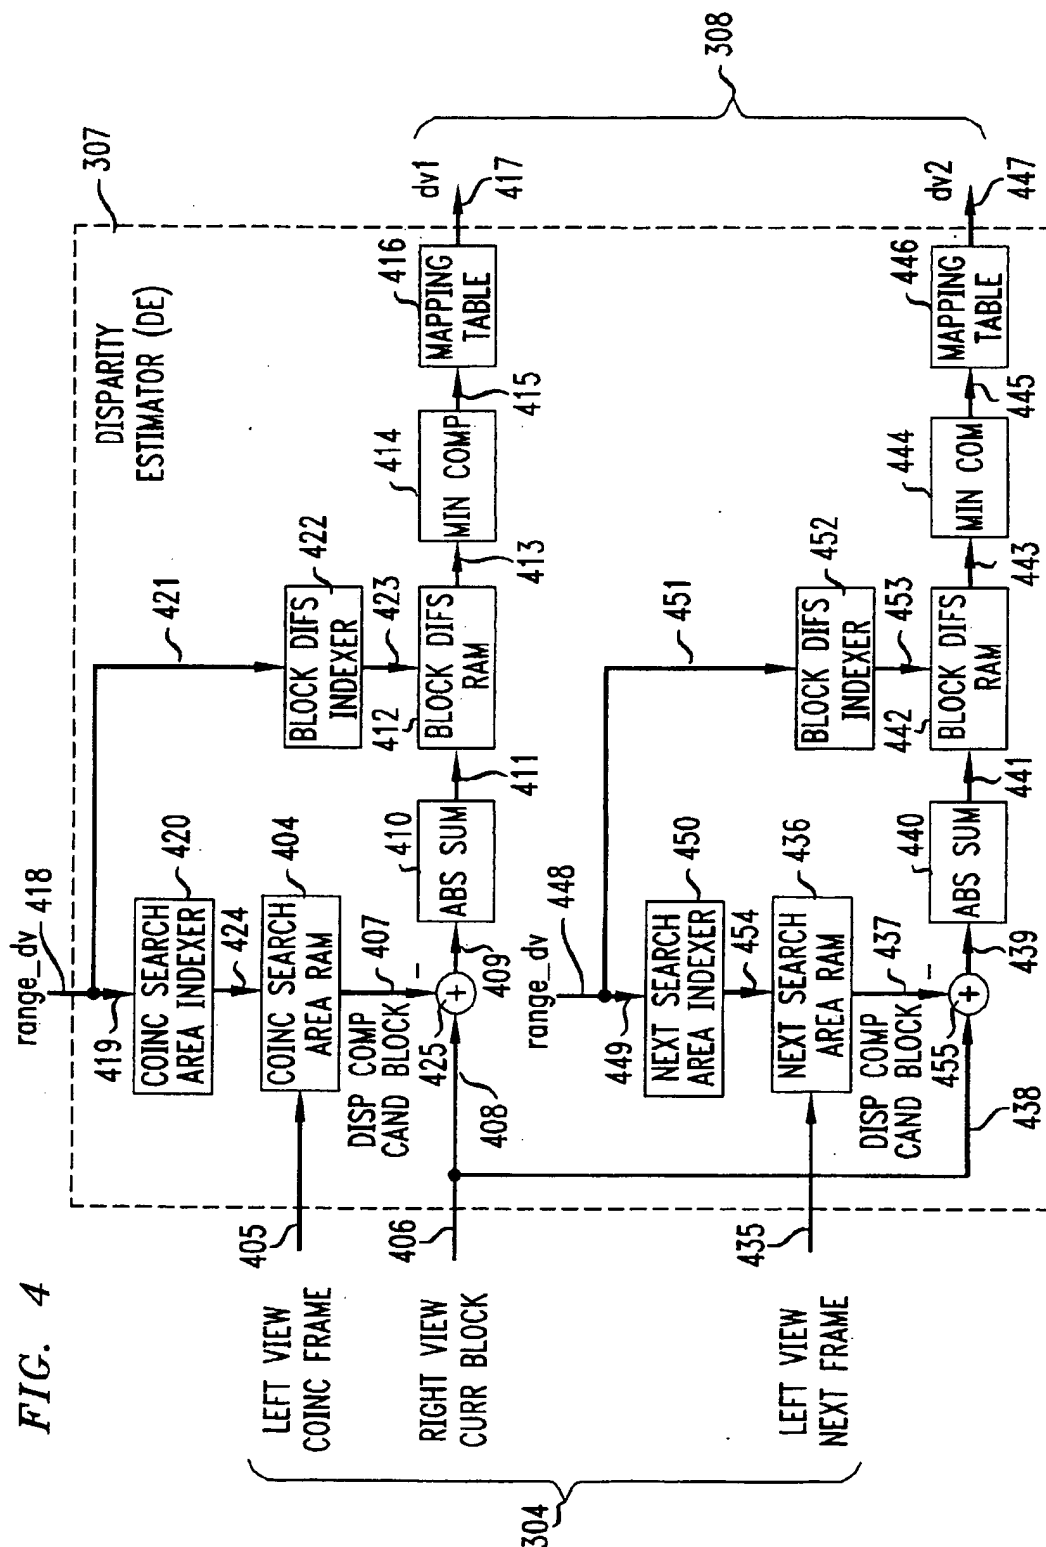 FIG. 4
307
DISPARITY
ESTIMATOR (DE)
range_dv
418
419
421
COINC SEARCH
AREA INDEXER
420
424
BLOCK DIFS
INDEXER
422
423
LEFT VIEW
COINC FRAME
405
COINC SEARCH
AREA RAM
404
DISP COMP
CAND BLOCK
407
RIGHT VIEW
CURR BLOCK
406
408
425
+
−
409
ABS SUM
410
411
BLOCK DIFS
RAM
412
413
MIN COMP
414
415
MAPPING
TABLE
416
dv1
417
308
304
range_dv
448
449
451
NEXT SEARCH
AREA INDEXER
450
454
BLOCK DIFS
INDEXER
452
453
LEFT VIEW
NEXT FRAME
435
NEXT SEARCH
AREA RAM
436
DISP COMP
CAND BLOCK
437
438
455
+
−
439
ABS SUM
440
441
BLOCK DIFS
RAM
442
443
MIN COM
444
445
MAPPING
TABLE
446
dv2
447